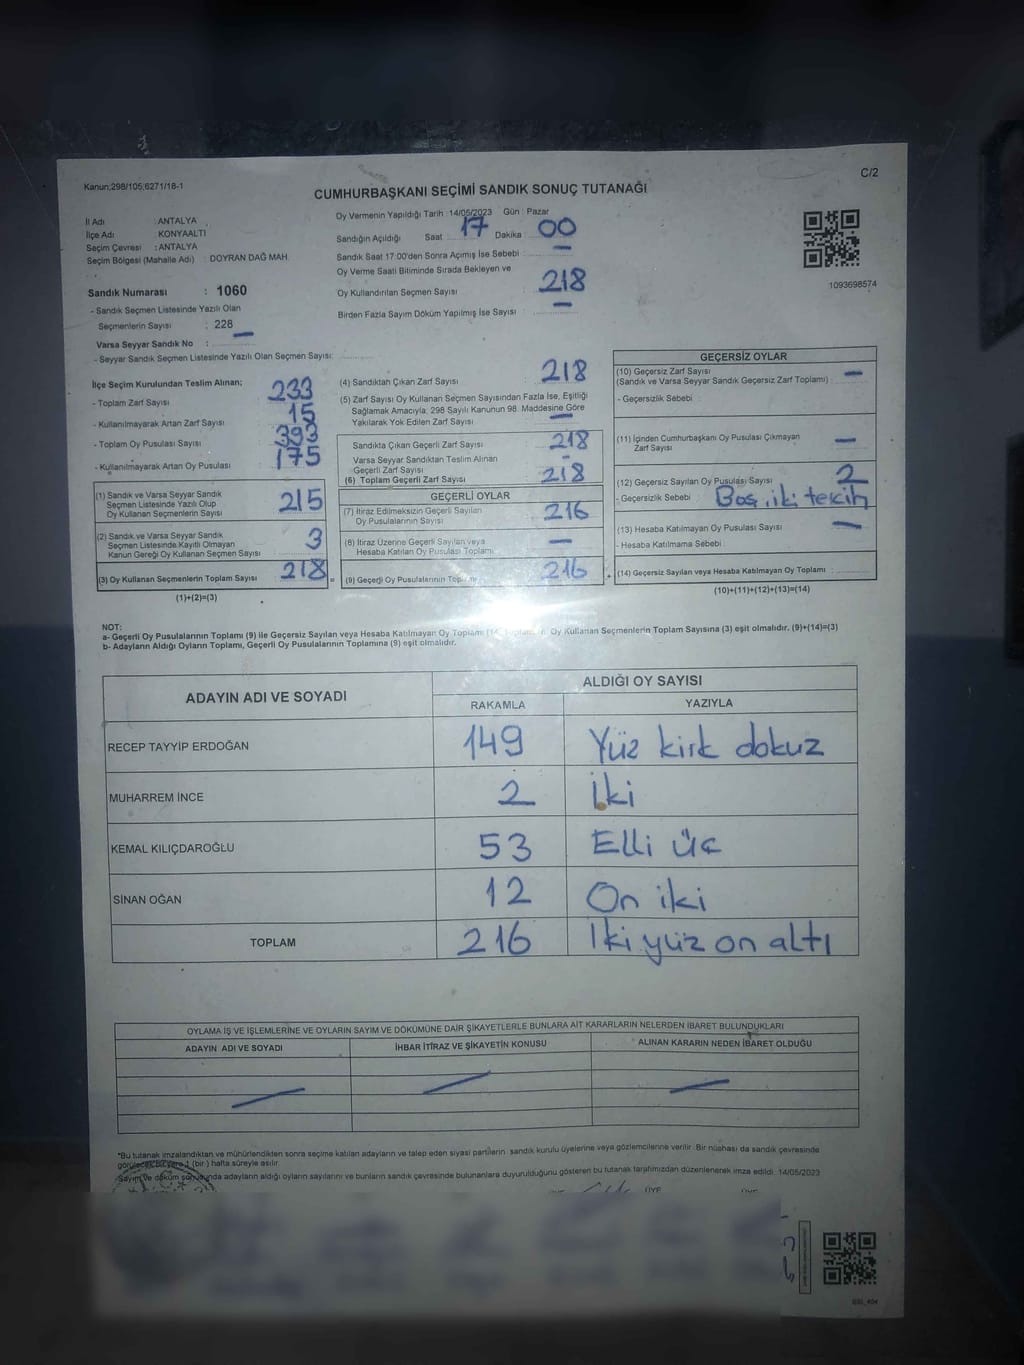 Kanun;298/105;6271/18-1
C/2
CUMHURBAŞKANI SEÇİMİ SANDIK SONUÇ TUTANAĞI
İl Adı : ANTALYA
İlçe Adı KONYAALTI
Seçim Çevresi : ANTALYA
Seçim Bölgesi (Mahalle Adı) : DOYRAN DAĞ MAH.
Sandık Numarası : 1060
- Sandık Seçmen Listesinde Yazılı Olan
Seçmenlerin Sayısı : 228
Varsa Seyyar Sandık No : —
- Seyyar Sandık Seçmen Listesinde Yazılı Olan Seçmen Sayısı:
Oy Vermenin Yapıldığı Tarih : 14/05/2023 Gün : Pazar
Sandığın Açıldığı Saat 17 Dakika 00
Sandık Saat 17:00'den Sonra Açımış İse Sebebi : —
Oy Verme Saati Bitiminde Sırada Bekleyen ve
Oy Kullandırılan Seçmen Sayısı : 218
Birden Fazla Sayım Döküm Yapılmış İse Sayısı : —
1093698574
İlçe Seçim Kurulundan Teslim Alınan;
- Toplam Zarf Sayısı : 233
- Kullanılmayarak Artan Zarf Sayısı : 15
- Toplam Oy Pusulası Sayısı : 393
- Kullanılmayarak Artan Oy Pusulası : 175
(1) Sandık ve Varsa Seyyar Sandık
Seçmen Listesinde Yazılı Olup
Oy Kullanan Seçmenlerin Sayısı 215
(2) Sandık ve Varsa Seyyar Sandık
Seçmen Listesinde Kayıtlı Olmayan
Kanun Gereği Oy Kullanan Seçmen Sayısı 3
(3) Oy Kullanan Seçmenlerin Toplam Sayısı 218
(1)+(2)=(3)
(4) Sandıktan Çıkan Zarf Sayısı : 218
(5) Zarf Sayısı Oy Kullanan Seçmen Sayısından Fazla İse, Eşitliği
Sağlamak Amacıyla; 298 Sayılı Kanunun 98. Maddesine Göre
Yakılarak Yok Edilen Zarf Sayısı : —
Sandıkta Çıkan Geçerli Zarf Sayısı : 218
Varsa Seyyar Sandıktan Teslim Alınan
Geçerli Zarf Sayısı : -
(6) Toplam Geçerli Zarf Sayısı : 218
GEÇERLİ OYLAR
(7) İtiraz Edilmeksizin Geçerli Sayılan
Oy Pusulalarının Sayısı : 216
(8) İtiraz Üzerine Geçerli Sayılan veya
Hesaba Katılan Oy Pusulası Toplamı —
(9) Geçerli Oy Pusulalarının 216
GEÇERSİZ OYLAR
(10) Geçersiz Zarf Sayısı —
(Sandık ve Varsa Seyyar Sandık Geçersiz Zarf Toplamı) :
- Geçersizlik Sebebi :
(11) İçinden Cumhurbaşkanı Oy Pusulası Çıkmayan
Zarf Sayısı : —
(12) Geçersiz Sayılan Oy Pusulası Sayısı : 2
- Geçersizlik Sebebi : Boş, iki tercih
(13) Hesaba Katılmayan Oy Pusulası Sayısı : —
- Hesaba Katılmama Sebebi :
(14) Geçersiz Sayılan veya Hesaba Katılmayan Oy Toplamı :
(10)+(11)+(12)+(13)=(14)
NOT:
a- Geçerli Oy Pusulalarının Toplamı (9) ile Geçersiz Sayılan veya Hesaba Katılmayan Oy Toplamı Oy Kullanan Seçmenlerin Toplam Sayısına (3) eşit olmalıdır. (9)+(14)=(3)
b- Adayların Aldığı Oyların Toplamı, Geçerli Oy Pusulalarının Toplamına (9) eşit olmalıdır.
ADAYIN ADI VE SOYADI
ALDIĞI OY SAYISI
RAKAMLA YAZIYLA
RECEP TAYYİP ERDOĞAN 149 Yüz kirk dokuz
MUHARREM İNCE 2 İki
KEMAL KILIÇDAROĞLU 53 Elli üç
SİNAN OĞAN 12 On iki
TOPLAM 216 İki yüz on altı
OYLAMA İŞ VE İŞLEMLERİNE VE OYLARIN SAYIM VE DÖKÜMÜNE DAİR ŞİKAYETLERLE BUNLARA AİT KARARLARIN NELERDEN İBARET BULUNDUKLARI
ADAYIN ADI VE SOYADI İHBAR İTİRAZ VE ŞİKAYETİN KONUSU ALINAN KARARIN NEDEN İBARET OLDUĞU
*Bu tutanak imzalandıktan ve mühürlendikten sonra seçime katılan adayların ve talep eden siyasi partilerin sandık kurulu üyelerine veya gözlemcilerine verilir. Bir nüshası da sandık çevresinde
1 (bir) hafta süreyle asılır
Sayım ve döküm sonunda adayların aldığı oyların sayılarını ve bunların sandık çevresinde bulunanlara duyurulduğunu gösteren bu tutanak tarafımızdan düzenlenerek imza edildi. 14/05/2023
ÜYE